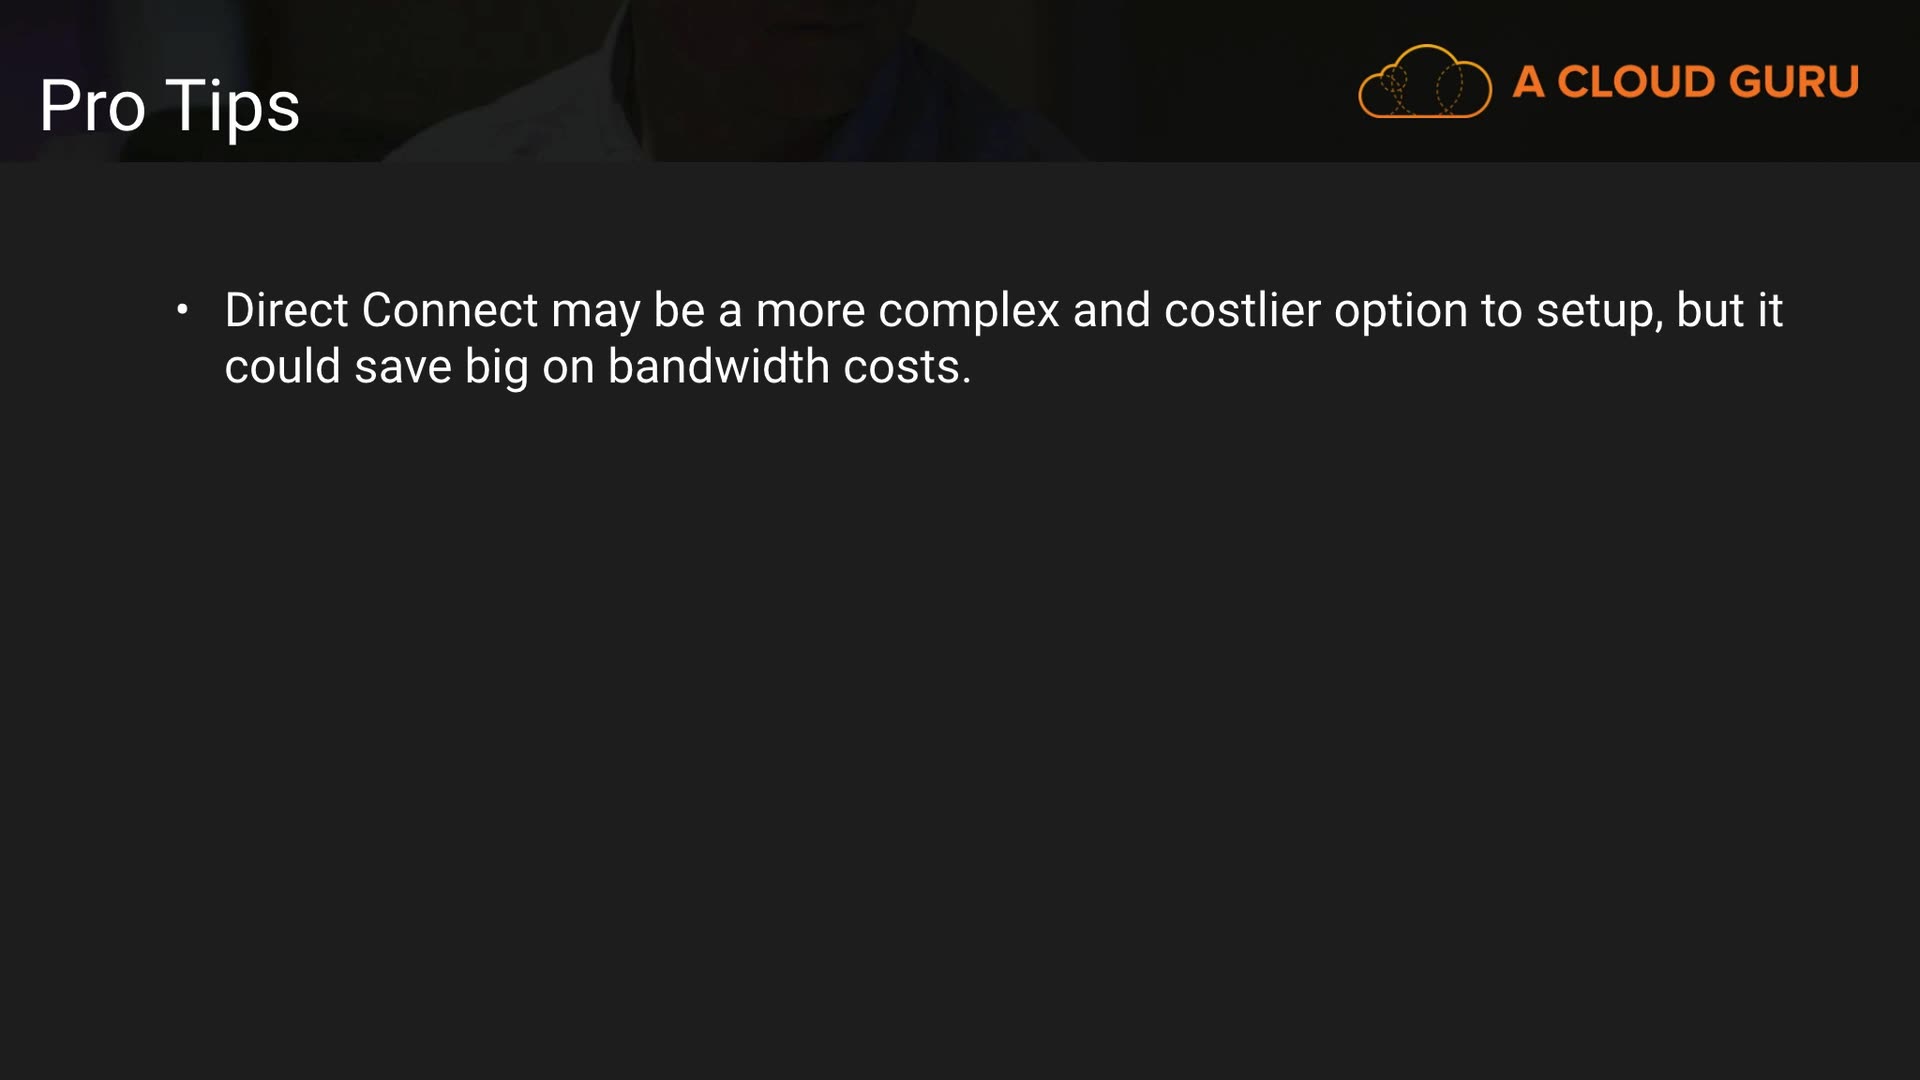 Pro Tips
A CLOUD GURU
• Direct Connect may be a more complex and costlier option to setup, but it
could save big on bandwidth costs.